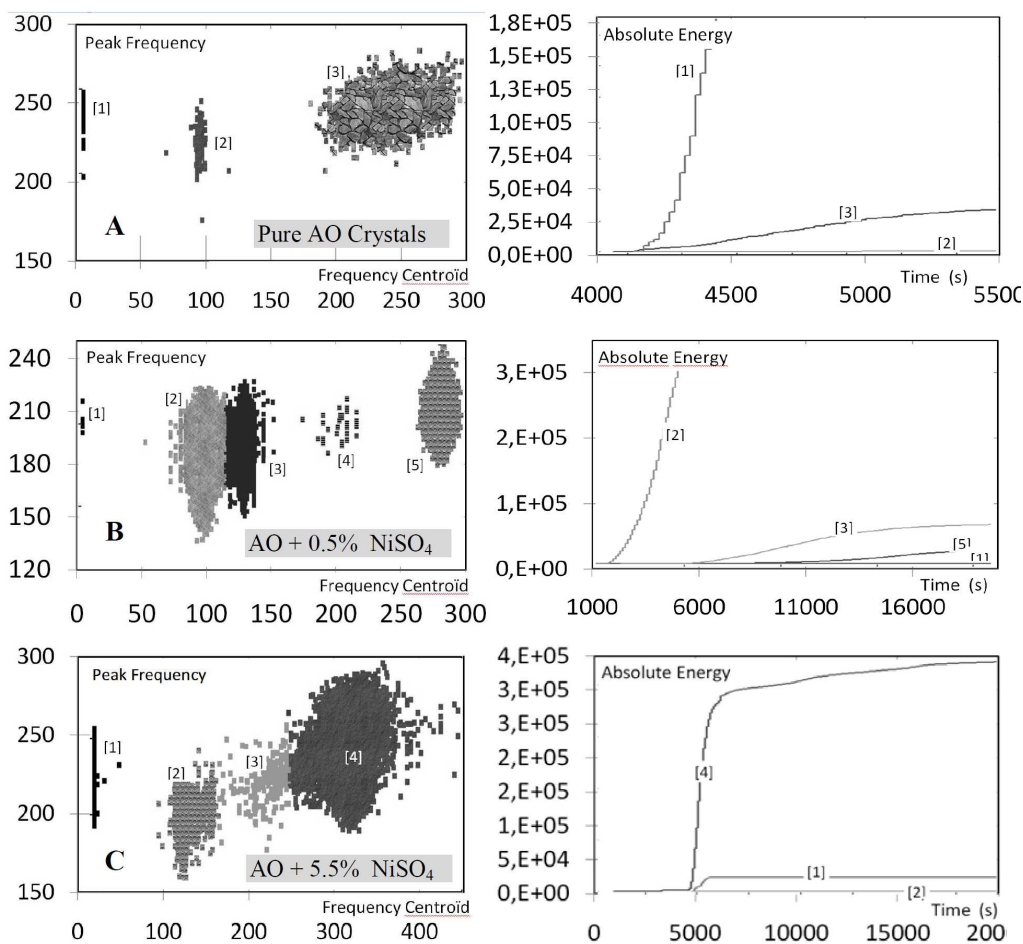 300
Peak Frequency
[3]
[1]
250
[2]
200
A
Pure AO Crystals
150
Frequency Centroïd
0 50 100 150 200 250 300
1,8E+05
Absolute Energy
1,5E+05
[1]
1,3E+05
1,0E+05
7,5E+04
5,0E+04
[3]
2,5E+04
[2]
0,0E+00
Time (s)
4000 4500 5000 5500
240
Peak Frequency
[1]
[2]
210
[3]
[4]
[5]
180
150
B
AO + 0.5% NiSO4
120
Frequency Centroïd
0 50 100 150 200 250 300
Absolute Energy
3,E+05
[2]
2,E+05
1,E+05
[3]
[5]
[1]
0,E+00
Time (s)
1000 6000 11000 16000
300
Peak Frequency
[1]
250
[2]
[3]
[4]
200
C
AO + 5.5% NiSO4
150
Frequency Centroïd
0 100 200 300 400
4,E+05
Absolute Energy
3,E+05
3,E+05
2,E+05
[4]
2,E+05
1,E+05
5,E+04
[1]
[2]
0,E+00
Time (s)
0 5000 10000 15000 2000